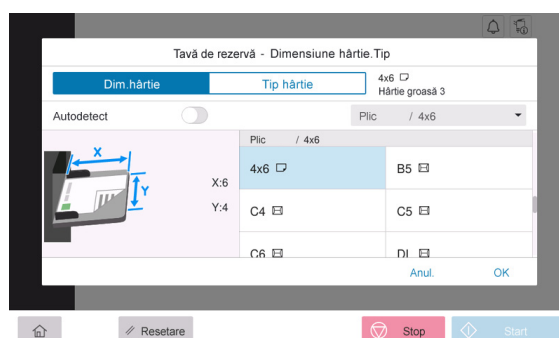 Tavă de rezervă - Dimensiune hârtie.Tip
Dim.hârtie
Tip hârtie
4x6
Hârtie groasă 3
Autodetect
Plic / 4x6
Plic / 4x6
X
Y
X:6
Y:4
4x6
B5
C4
C5
C6
DL
Anul.
OK
Resetare
Stop
Start